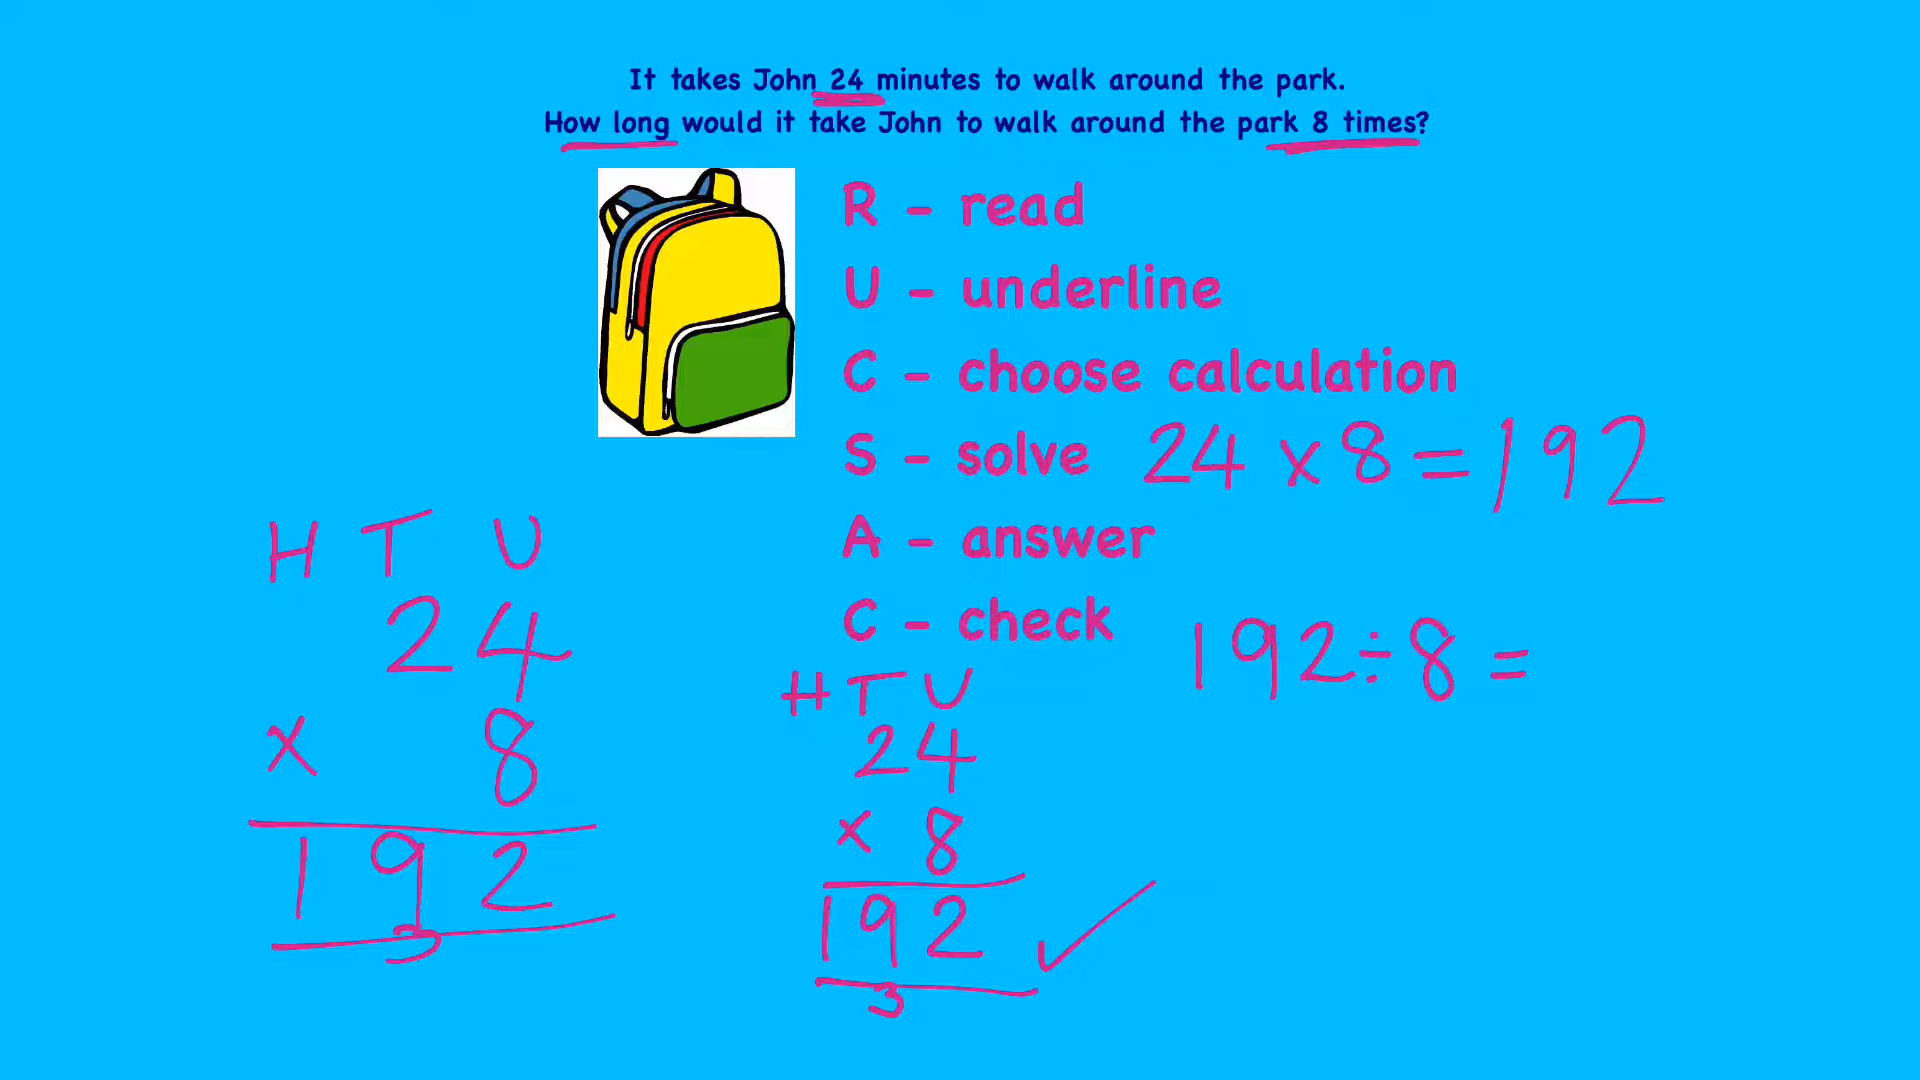 It takes John 24 minutes to walk around the park.
How long would it take John to walk around the park 8 times?
R - read
U - underline
C - choose calculation
S - solve 24 x 8 = 192
A - answer
C - check 192 ÷ 8 =
H T U
24
x 8
192
3
H T U
24
x 8
192 ✓
3